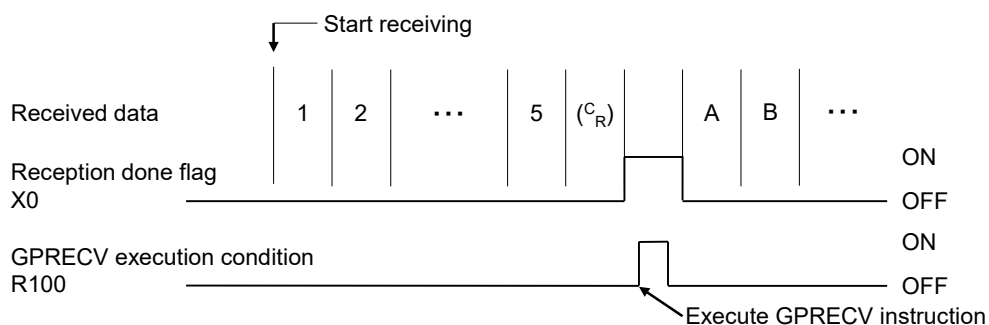 Start receiving
Received data 1 2 ··· 5 (CR) A B ···
ON
Reception done flag
X0 OFF
ON
GPRECV execution condition
R100 OFF
Execute GPRECV instruction